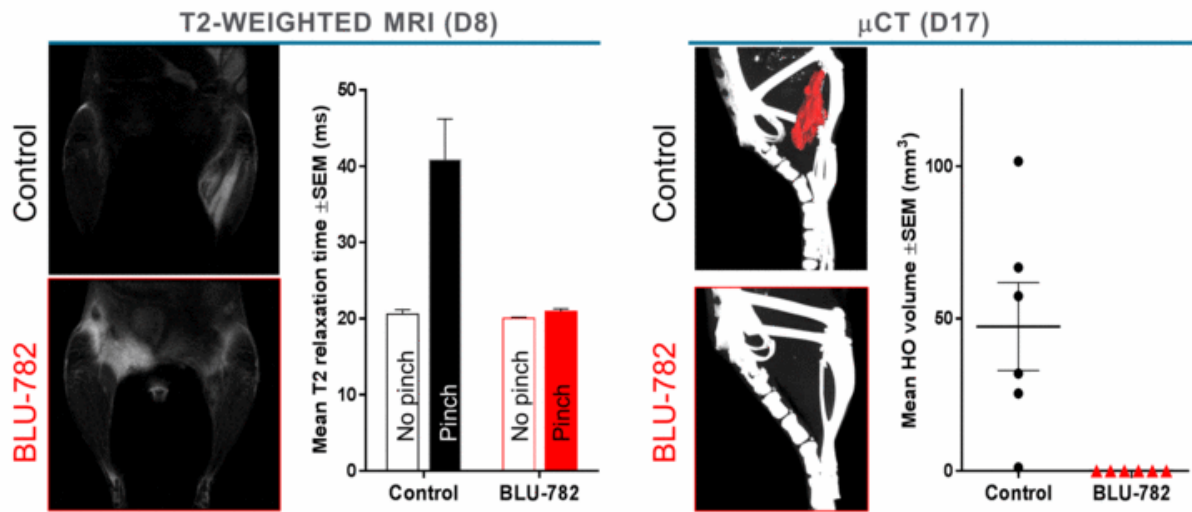 T2-WEIGHTED MRI (D8)
Control
BLU-782
Mean T2 relaxation time ±SEM (ms)
50
40
30
20
10
0
No pinch
Pinch
No pinch
Pinch
Control
BLU-782
µCT (D17)
Control
BLU-782
Mean HO volume ±SEM (mm³)
100
50
0
Control
BLU-782